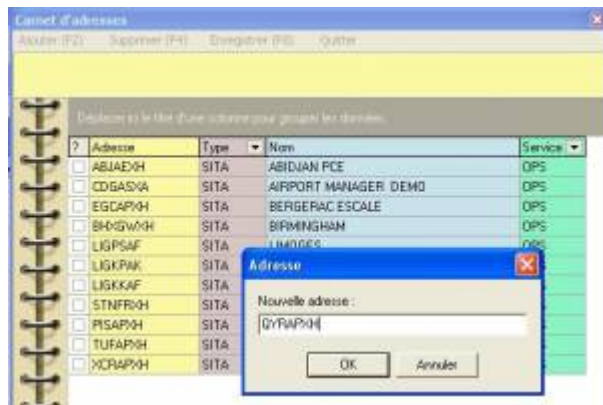 Carnet d'adresses
Ajouter (F2) Supprimer (F4) Enregistrer (F8) Quitter
Déplacer ici le titre d'une colonne pour grouper les données.
? Adresse Type Nom Service
ABJAEXH SITA ABIDJAN PCE OPS
CDGASXA SITA AIRPORT MANAGER DEMO OPS
EGCAPXH SITA BERGERAC ESCALE OPS
BHXGWXH SITA BIRMINGHAM OPS
LIGPSAF SITA LIMOGES OPS
LIGKPAK SITA
LIGKKAF SITA
STNFRXH SITA
PISAPXH SITA
TUFAPXH SITA
XCRAPXH SITA
Adresse
Nouvelle adresse :
QYRAPXH
OK Annuler